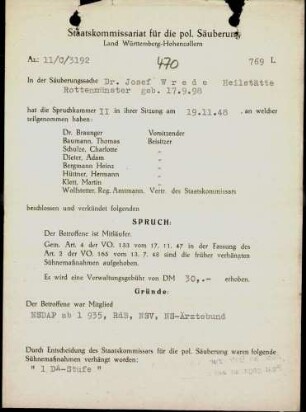 Staatskommissariat für die pol. Säuberung
Land Württemberg-Hohenzollern
Az: 11/G/3192 470 769 L
In der Säuberungssache Dr. Josef Wrede Heilstätte
Rottenmünster geb. 17.9.98
hat die Spruchkammer II in ihrer Sitzung am 19.11.48, an welcher
teilgenommen haben:
Dr. Vorsitzender
Baumann, Thomas Beisitzer
Schulze, Charlotte "
Dieter, Adam "
Bergmann Heinz "
Hüttner, Hermann "
Klett, Martin "
Reg. Amtmann, Vertr. des Staatskommissars
beschlossen und verkündet folgenden
SPRUCH:
Der Betroffene ist Mitläufer.
Gem. Art. 4 der VO. 133 vom 17. 11. 47 in der Fassung des
Art. 3 der VO. 165 vom 13. 7. 48 sind die früher verhängten
Sühnemaßnahmen aufgehoben.
Es wird eine Verwaltungsgebühr von DM 30,-- erhoben.
Gründe:
Der Betroffene war Mitglied
NSDAP ab 1 935, RdB, NSV, NS-Arztebund
Durch Entscheidung des Staatskommissars für die pol. Säuberung waren folgende
Sühnemaßnahmen verhängt worden:
" 1 DA-Stufe "